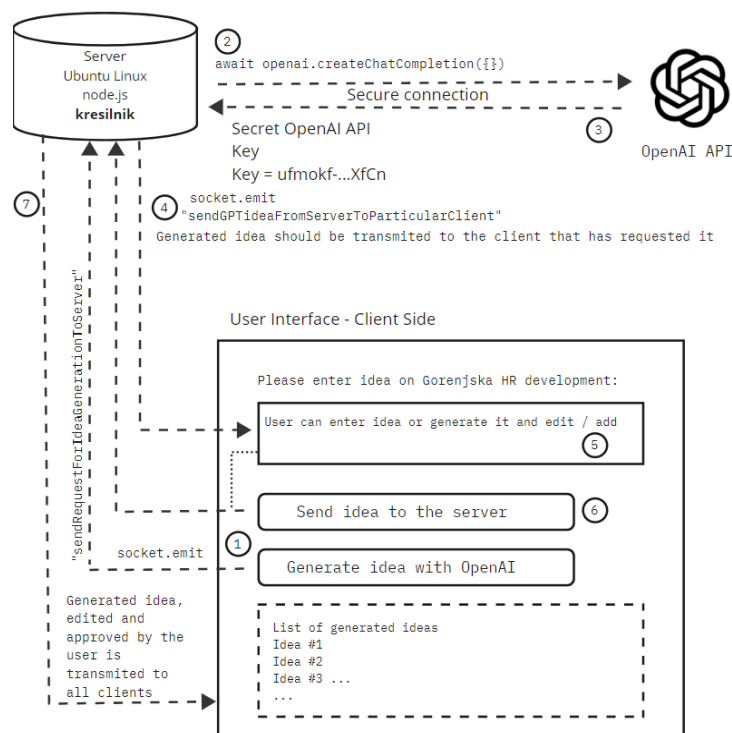 Server
Ubuntu Linux
node.js
kresilnik
2
await openai.createChatCompletion({})
Secure connection
3
OpenAI API
Secret OpenAI API
Key
Key = ufmokf-...XfCn
7
4
socket.emit
"sendGPTideaFromServerToParticularClient"
Generated idea should be transmited to the client that has requested it
"sendRequestForIdeaGenerationToServer"
User Interface - Client Side
Please enter idea on Gorenjska HR development:
User can enter idea or generate it and edit / add
5
Send idea to the server
6
1
socket.emit
Generate idea with OpenAI
Generated idea,
edited and
approved by the
user is
transmited to
all clients
List of generated ideas
Idea #1
Idea #2
Idea #3 ...
...